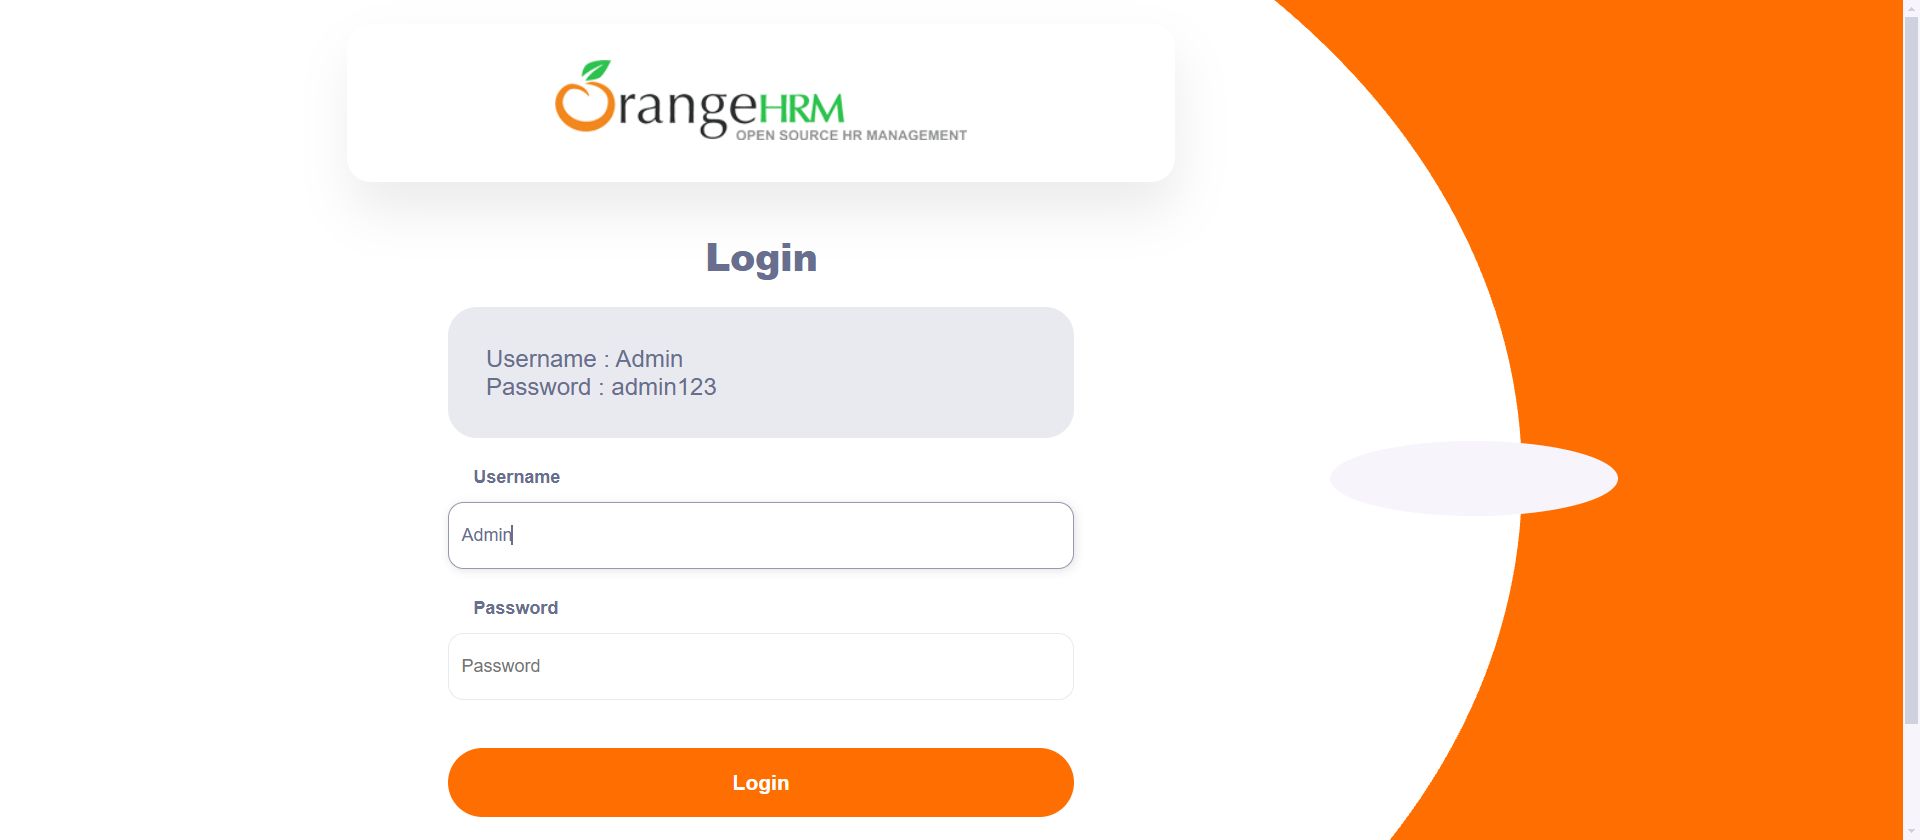 OrangeHRM
OPEN SOURCE HR MANAGEMENT
Login
Username : Admin
Password : admin123
Username
Admin
Password
Password
Login